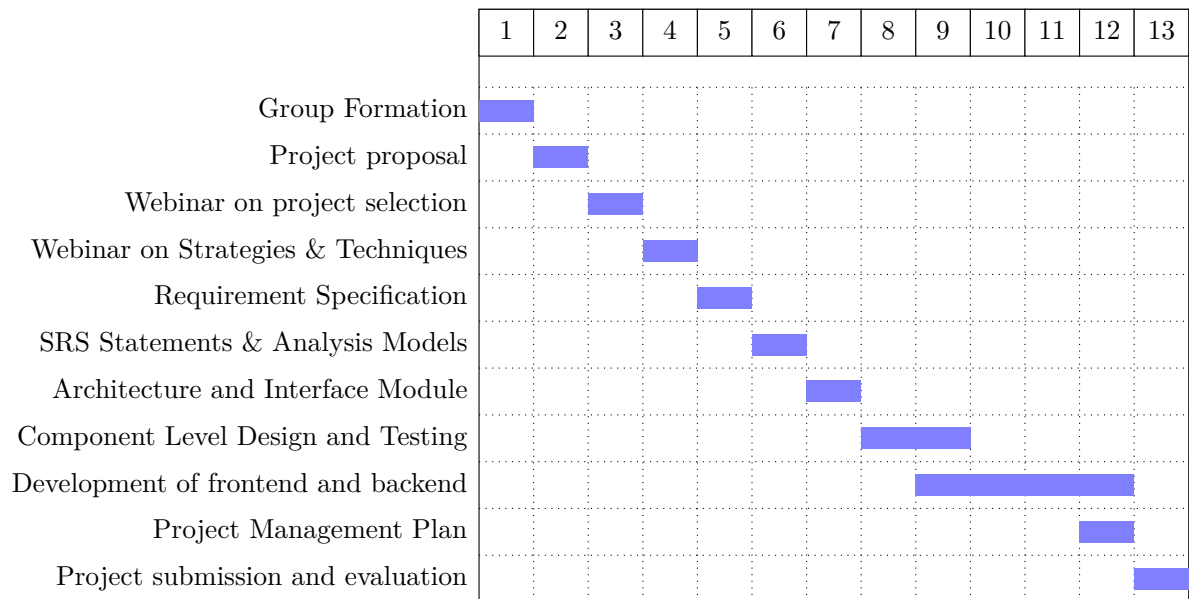 1 2 3 4 5 6 7 8 9 10 11 12 13
Group Formation
Project proposal
Webinar on project selection
Webinar on Strategies & Techniques
Requirement Specification
SRS Statements & Analysis Models
Architecture and Interface Module
Component Level Design and Testing
Development of frontend and backend
Project Management Plan
Project submission and evaluation